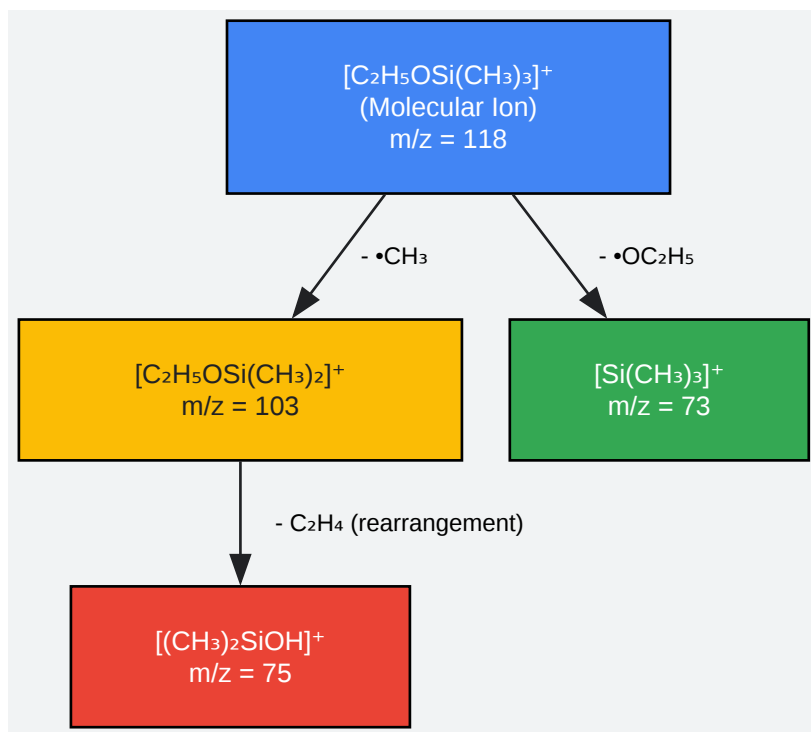 [C₂H₅OSi(CH₃)₃]⁺
(Molecular Ion)
m/z = 118
- •CH₃
- •OC₂H₅
[C₂H₅OSi(CH₃)₂]⁺
m/z = 103
[Si(CH₃)₃]⁺
m/z = 73
- C₂H₄ (rearrangement)
[(CH₃)₂SiOH]⁺
m/z = 75